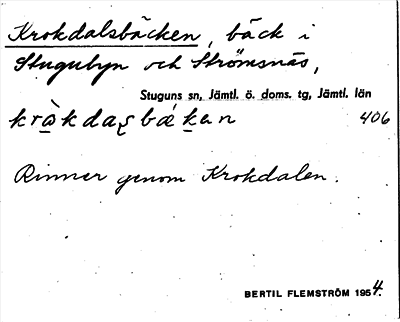 Krokdalsbäcken, bäck i
Stugubyn och Strömsnäs,
Stuguns sn, Jämtl. ö. doms. tg, Jämtl. län
406
Rinner genom Krokdalen.
BERTIL FLEMSTRÖM 1954.